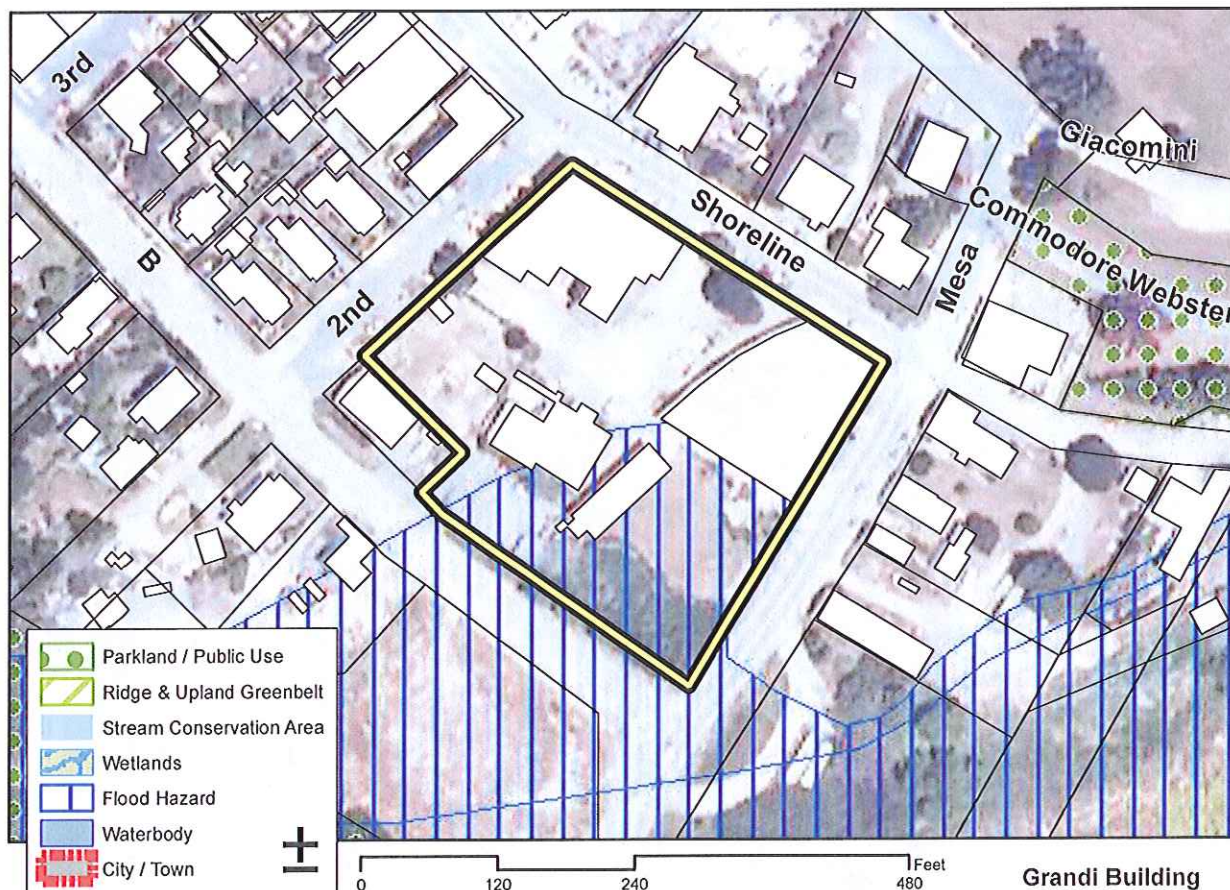 3rd
Giacomini
Shoreline
Commodore Webster
B
Mesa
2nd
Parkland / Public Use
Ridge & Upland Greenbelt
Stream Conservation Area
Wetlands
Flood Hazard
Waterbody
City / Town
Feet
0 120 240 480
Grandi Building